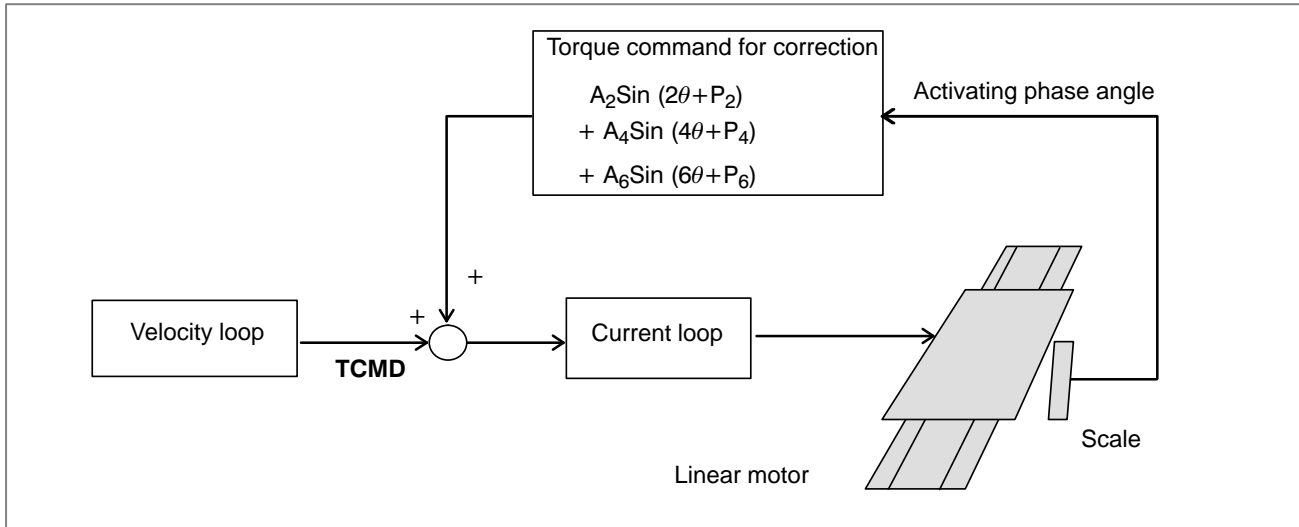 Torque command for correction
A₂Sin (2θ+P₂)
+ A₄Sin (4θ+P₄)
+ A₆Sin (6θ+P₆)
Activating phase angle
+
+
Velocity loop
TCMD
Current loop
Scale
Linear motor